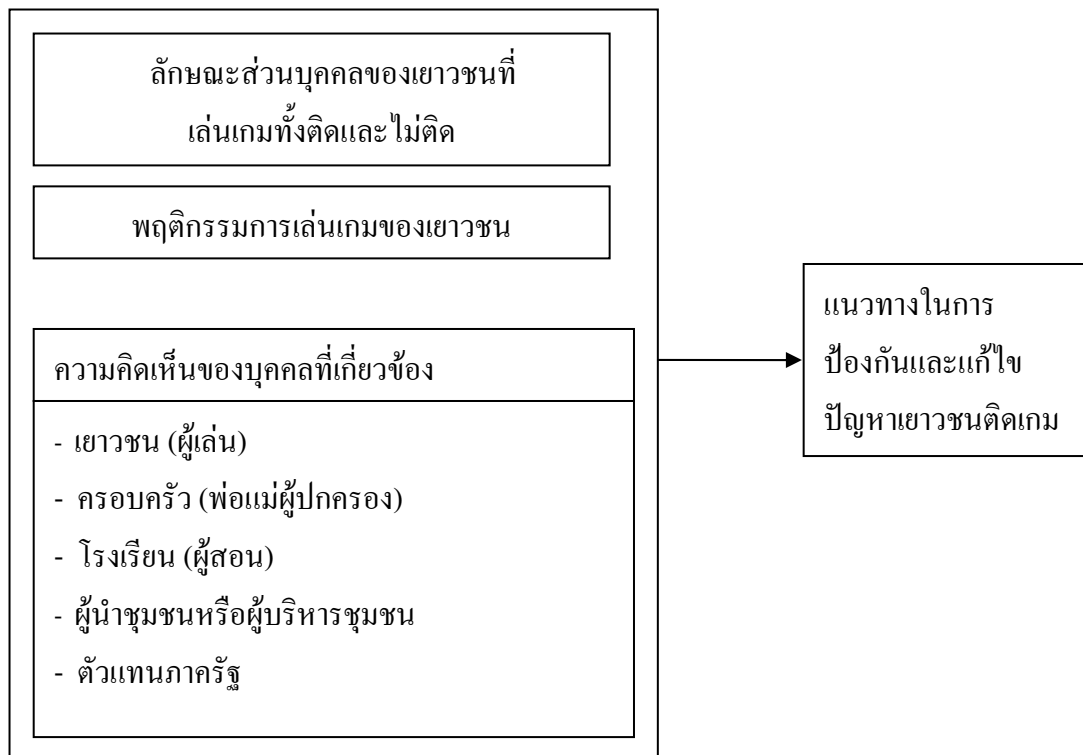 ลักษณะส่วนบุคคลของเยาวชนที่
เล่นเกมทั้งติดและไม่ติด
พฤติกรรมการเล่นเกมของเยาวชน
ความคิดเห็นของบุคคลที่เกี่ยวข้อง
- เยาวชน (ผู้เล่น)
- ครอบครัว (พ่อแม่ผู้ปกครอง)
- โรงเรียน (ผู้สอน)
- ผู้นำชุมชนหรือผู้บริหารชุมชน
- ตัวแทนภาครัฐ
แนวทางในการ
ป้องกันและแก้ไข
ปัญหาเยาวชนติดเกม